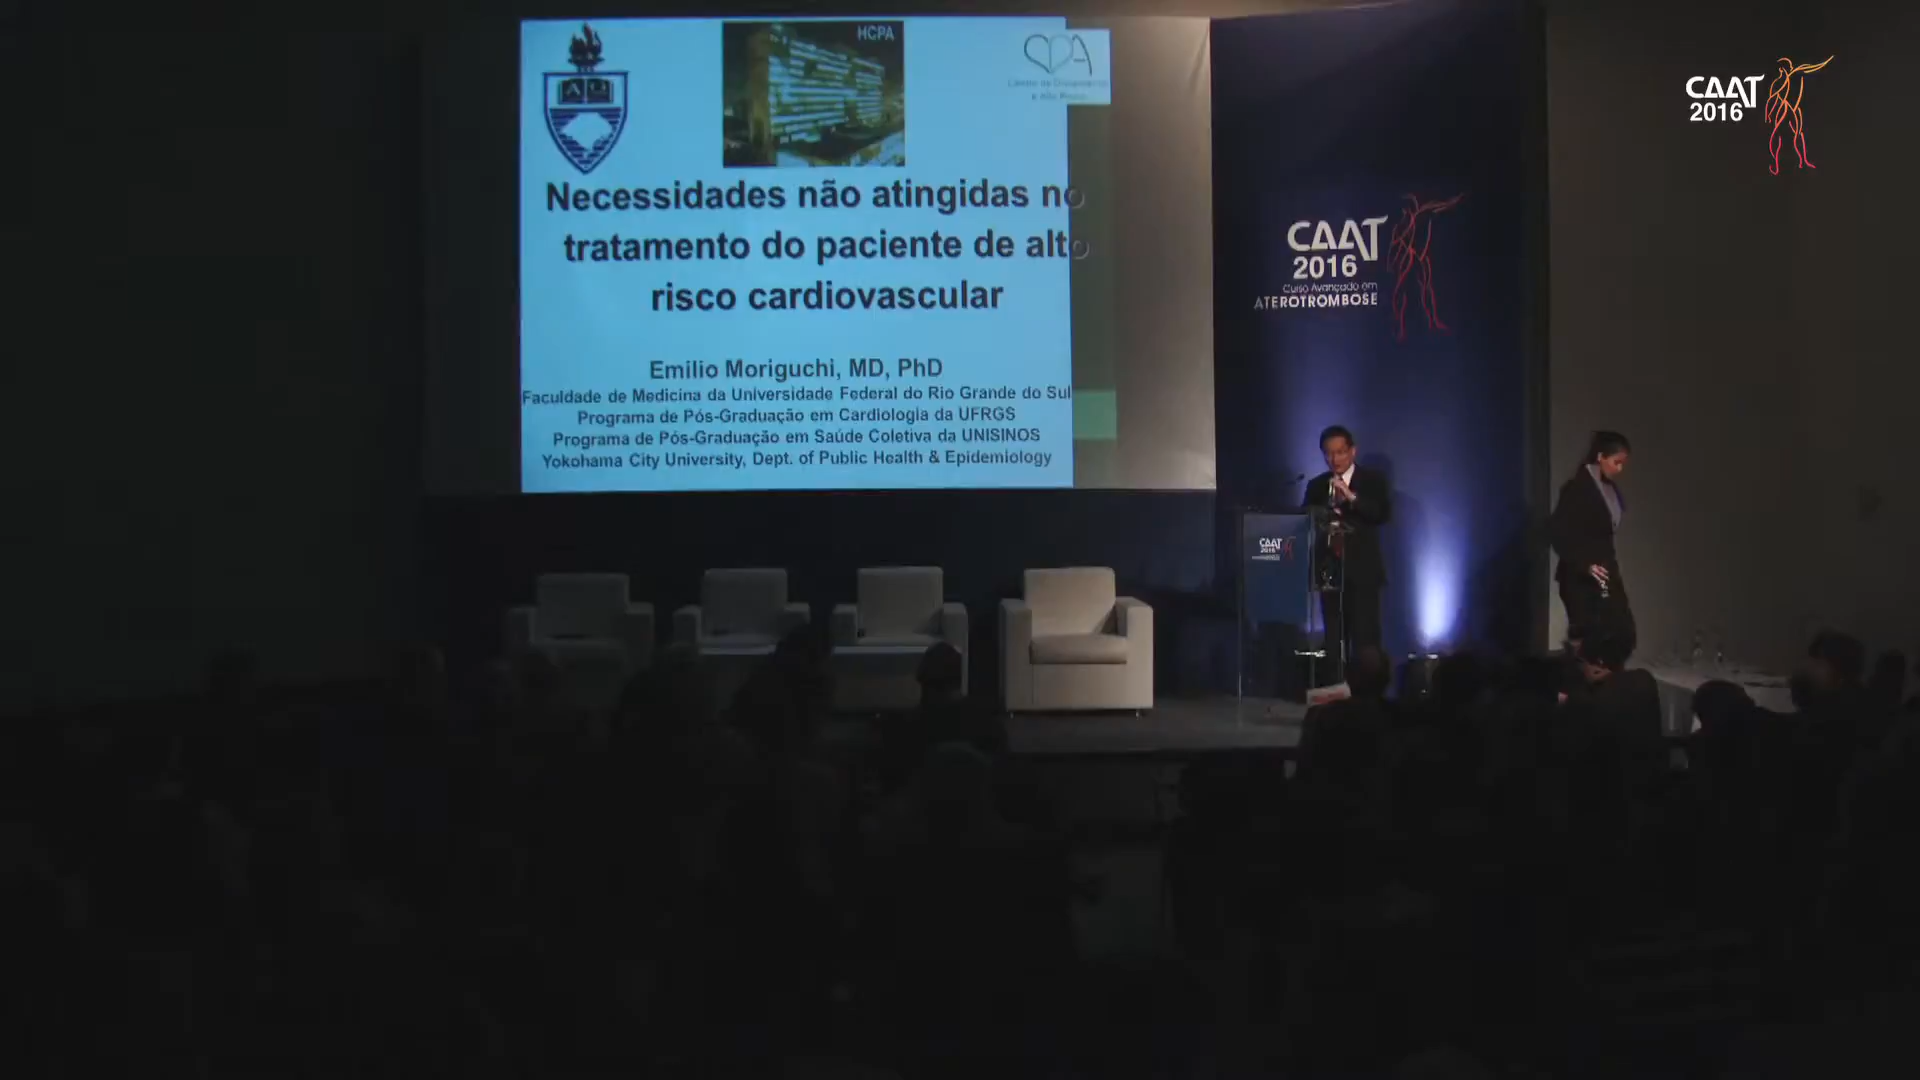 HCPA
Necessidades não atingidas no
tratamento do paciente de alto
risco cardiovascular
Emilio Moriguchi, MD, PhD
Faculdade de Medicina da Universidade Federal do Rio Grande do Sul
Programa de Pós-Graduação em Cardiologia da UFRGS
Programa de Pós-Graduação em Saúde Coletiva da UNISINOS
Yokohama City University, Dept. of Public Health & Epidemiology
CAAT
2016
CAAT
2016
Curso Avançado em
ATEROTROMBOSE
CAAT
2016